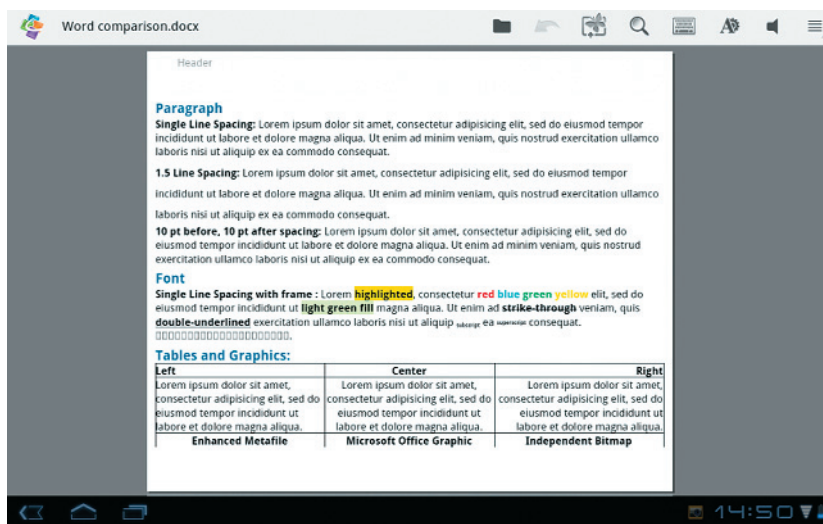 Word comparison.docx
Header
Paragraph
Single Line Spacing: Lorem ipsum dolor sit amet, consectetur adipisicing elit, sed do eiusmod tempor
incididunt ut labore et dolore magna aliqua. Ut enim ad minim veniam, quis nostrud exercitation ullamco
laboris nisi ut aliquip ex ea commodo consequat.
1.5 Line Spacing: Lorem ipsum dolor sit amet, consectetur adipisicing elit, sed do eiusmod tempor
incididunt ut labore et dolore magna aliqua. Ut enim ad minim veniam, quis nostrud exercitation ullamco
laboris nisi ut aliquip ex ea commodo consequat.
10 pt before, 10 pt after spacing: Lorem ipsum dolor sit amet, consectetur adipisicing elit, sed do
eiusmod tempor incididunt ut labore et dolore magna aliqua. Ut enim ad minim veniam, quis nostrud
exercitation ullamco laboris nisi ut aliquip ex ea commodo consequat.
Font
Single Line Spacing with frame : Lorem highlighted, consectetur red blue green yellow elit, sed do
eiusmod tempor incididunt ut light green fill magna aliqua. Ut enim ad strike-through veniam, quis
double-underlined exercitation ullamco laboris nisi ut aliquip subscript ea superscript consequat.
Tables and Graphics:
Left Center Right
Lorem ipsum dolor sit amet, Lorem ipsum dolor sit amet, Lorem ipsum dolor sit amet,
consectetur adipisicing elit, sed do consectetur adipisicing elit, sed do consectetur adipisicing elit, sed do
eiusmod tempor incididunt ut eiusmod tempor incididunt ut eiusmod tempor incididunt ut
labore et dolore magna aliqua. labore et dolore magna aliqua. labore et dolore magna aliqua.
Enhanced Metafile Microsoft Office Graphic Independent Bitmap
14:50